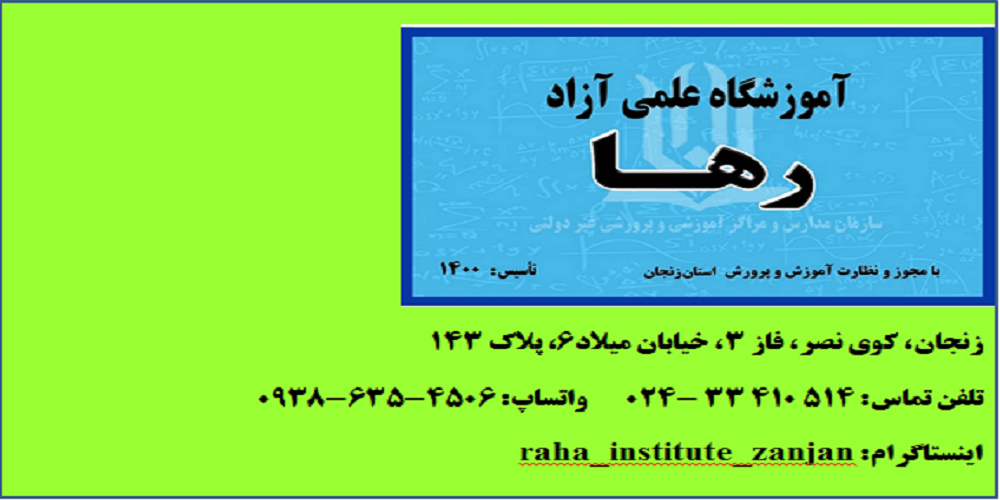 آموزشگاه علمی آزاد
رها
سازمان مدارس و مراکز آموزشی و پرورشی غیر دولتی
با مجوز و نظارت آموزش و پرورش استان زنجان تأسیس: ۱۴۰۰
زنجان، کوی نصر، فاز ۳، خیابان میلاد۶، پلاک ۱۴۳
تلفن تماس: ۵۱۴ ۴۱۰ ۳۳ –۰۲۴ واتساپ: ۰۹۳۸–۶۳۵–۴۵۰۶
اینستاگرام: raha_institute_zanjan